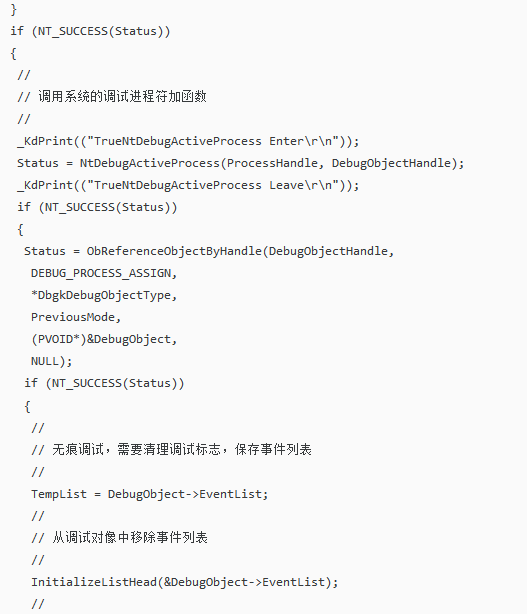 }
if (NT_SUCCESS(Status))
{
//
// 调用系统的调试进程符加函数
//
_KdPrint(("TrueNtDebugActiveProcess Enter\r\n"));
Status = NtDebugActiveProcess(ProcessHandle, DebugObjectHandle);
_KdPrint(("TrueNtDebugActiveProcess Leave\r\n"));
if (NT_SUCCESS(Status))
{
Status = ObReferenceObjectByHandle(DebugObjectHandle,
DEBUG_PROCESS_ASSIGN,
*DbgkDebugObjectType,
PreviousMode,
(PVOID*)&DebugObject,
NULL);
if (NT_SUCCESS(Status))
{
//
// 无痕调试，需要清理调试标志，保存事件列表
//
TempList = DebugObject->EventList;
//
// 从调试对像中移除事件列表
//
InitializeListHead(&DebugObject->EventList);
//